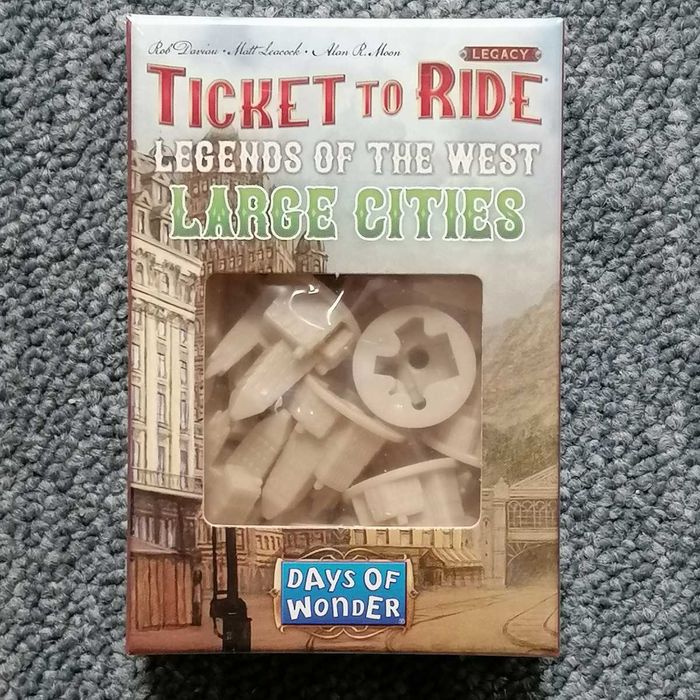 Rob Daviau • Matt Leacock • Alan R. Moon
LEGACY
TICKET TO RIDE®
LEGENDS OF THE WEST
LARGE CITIES
DAYS OF
WONDER®